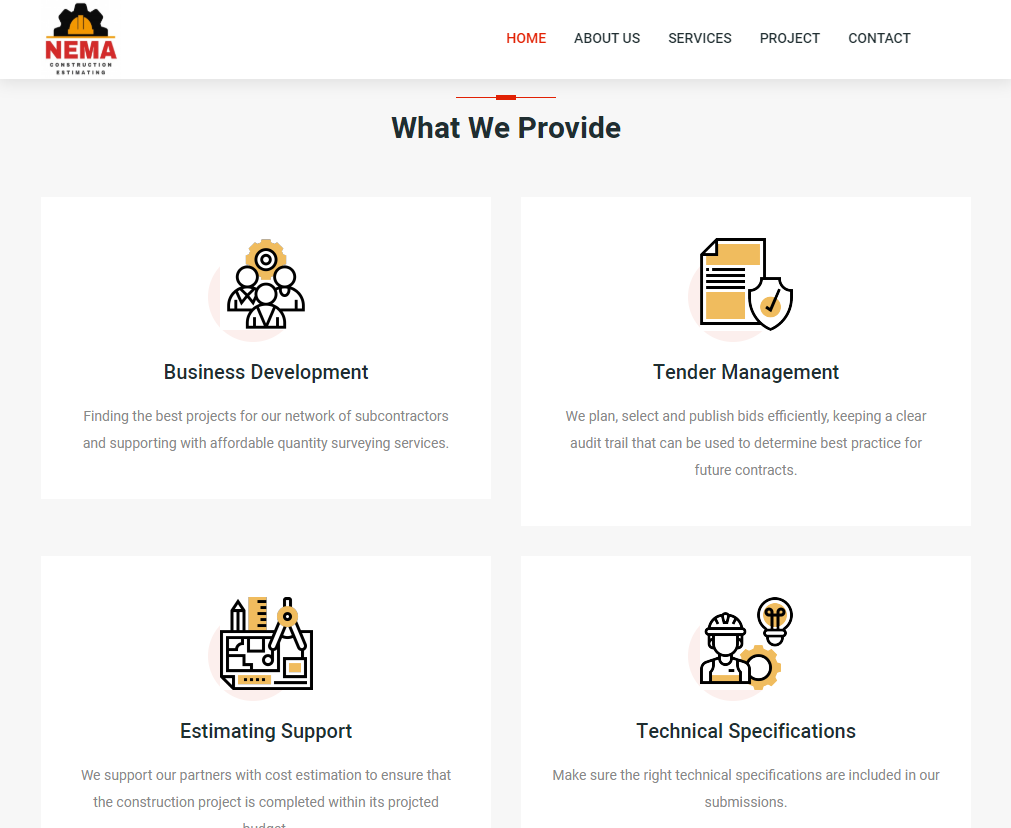 NEMA
CONSTRUCTION
ESTIMATING
HOME ABOUT US SERVICES PROJECT CONTACT
What We Provide
Business Development
Finding the best projects for our network of subcontractors
and supporting with affordable quantity surveying services.
Tender Management
We plan, select and publish bids efficiently, keeping a clear
audit trail that can be used to determine best practice for
future contracts.
Estimating Support
We support our partners with cost estimation to ensure that
the construction project is completed within its projcted
budget.
Technical Specifications
Make sure the right technical specifications are included in our
submissions.